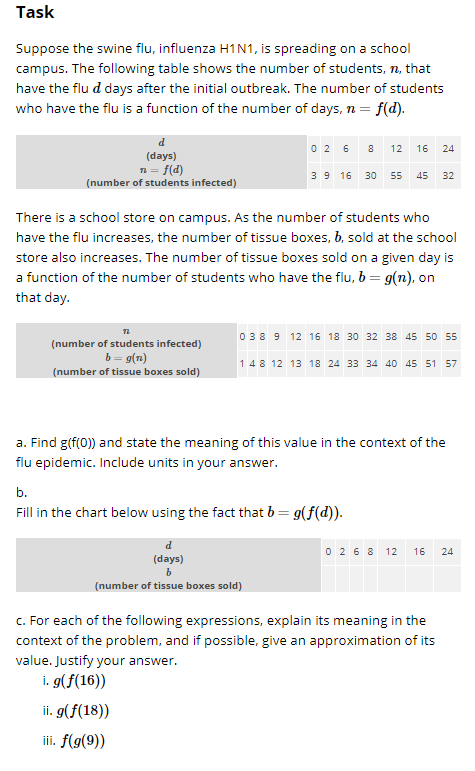 Task
Suppose the swine flu, influenza H1N1, is spreading on a school
campus. The following table shows the number of students, n, that
have the flu d days after the initial outbreak. The number of students
who have the flu is a function of the number of days, n = f(d).
d
(days) 0 2 6 8 12 16 24
n = f(d)
(number of students infected) 3 9 16 30 55 45 32
There is a school store on campus. As the number of students who
have the flu increases, the number of tissue boxes, b, sold at the school
store also increases. The number of tissue boxes sold on a given day is
a function of the number of students who have the flu, b = g(n), on
that day.
n
(number of students infected) 0 3 8 9 12 16 18 30 32 38 45 50 55
b = g(n)
(number of tissue boxes sold) 1 4 8 12 13 18 24 33 34 40 45 51 57
a. Find g(f(0)) and state the meaning of this value in the context of the
flu epidemic. Include units in your answer.
b.
Fill in the chart below using the fact that b = g(f(d)).
d
(days) 0 2 6 8 12 16 24
b
(number of tissue boxes sold)
c. For each of the following expressions, explain its meaning in the
context of the problem, and if possible, give an approximation of its
value. Justify your answer.
i. g(f(16))
ii. g(f(18))
iii. f(g(9))